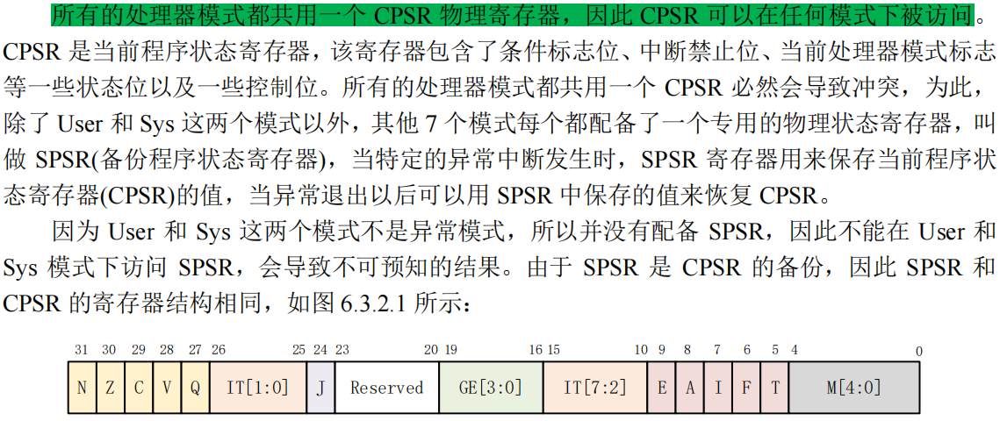 所有的处理器模式都共用一个 CPSR 物理寄存器，因此 CPSR 可以在任何模式下被访问。
CPSR 是当前程序状态寄存器，该寄存器包含了条件标志位、中断禁止位、当前处理器模式标志
等一些状态位以及一些控制位。所有的处理器模式都共用一个 CPSR 必然会导致冲突，为此，
除了 User 和 Sys 这两个模式以外，其他 7 个模式每个都配备了一个专用的物理状态寄存器，叫
做 SPSR(备份程序状态寄存器)，当特定的异常中断发生时，SPSR 寄存器用来保存当前程序状
态寄存器(CPSR)的值，当异常退出以后可以用 SPSR 中保存的值来恢复 CPSR。
因为 User 和 Sys 这两个模式不是异常模式，所以并没有配备 SPSR，因此不能在 User 和
Sys 模式下访问 SPSR，会导致不可预知的结果。由于 SPSR 是 CPSR 的备份，因此 SPSR 和
CPSR 的寄存器结构相同，如图 6.3.2.1 所示：
31 30 29 28 27 26 25 24 23 20 19 16 15 10 9 8 7 6 5 4 0
N Z C V Q IT[1:0] J Reserved GE[3:0] IT[7:2] E A I F T M[4:0]